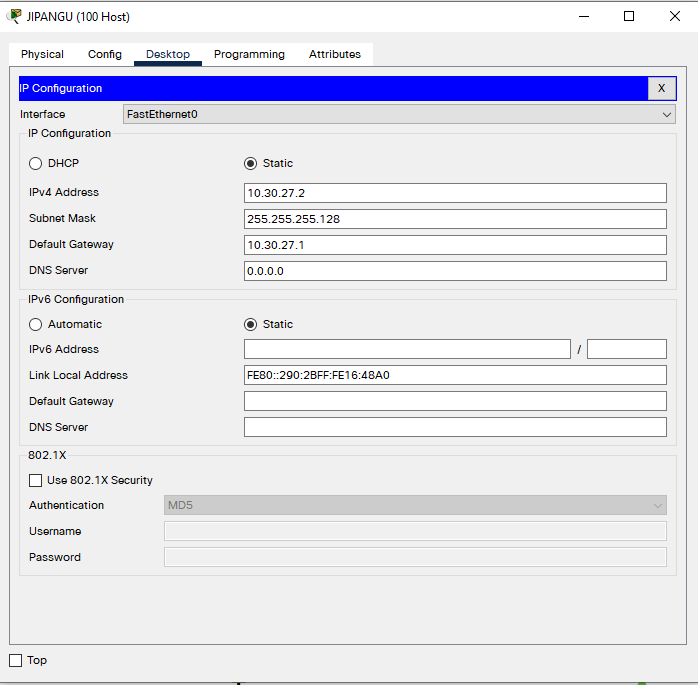 JIPANGU (100 Host)
Physical Config Desktop Programming Attributes
IP Configuration X
Interface FastEthernet0
IP Configuration
DHCP Static
IPv4 Address 10.30.27.2
Subnet Mask 255.255.255.128
Default Gateway 10.30.27.1
DNS Server 0.0.0.0
IPv6 Configuration
Automatic Static
IPv6 Address /
Link Local Address FE80::290:2BFF:FE16:48A0
Default Gateway
DNS Server
802.1X
Use 802.1X Security
Authentication MD5
Username
Password
Top